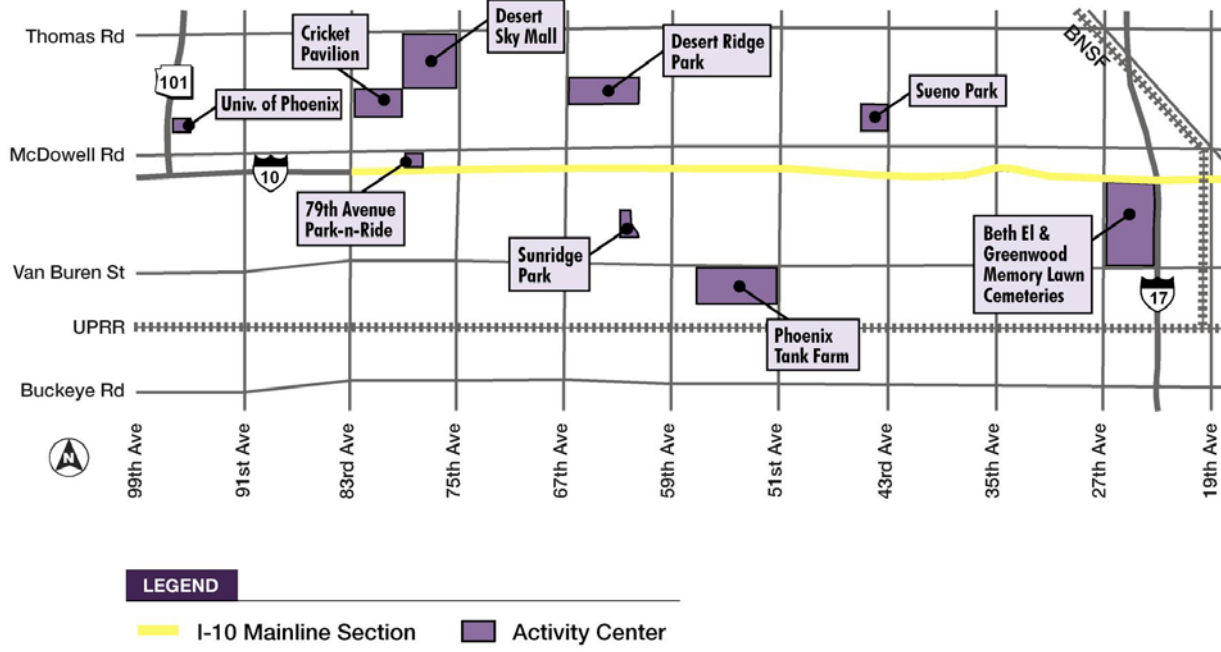 Thomas Rd
McDowell Rd
Van Buren St
UPRR
Buckeye Rd
101
Univ. of Phoenix
Cricket
Pavilion
Desert
Sky Mall
Desert Ridge
Park
Sueno Park
BNSF
10
79th Avenue
Park-n-Ride
Sunridge
Park
Phoenix
Tank Farm
Beth El &
Greenwood
Memory Lawn
Cemeteries
17
N
99th Ave
91st Ave
83rd Ave
75th Ave
67th Ave
59th Ave
51st Ave
43rd Ave
35th Ave
27th Ave
19th Ave
LEGEND
I-10 Mainline Section
Activity Center